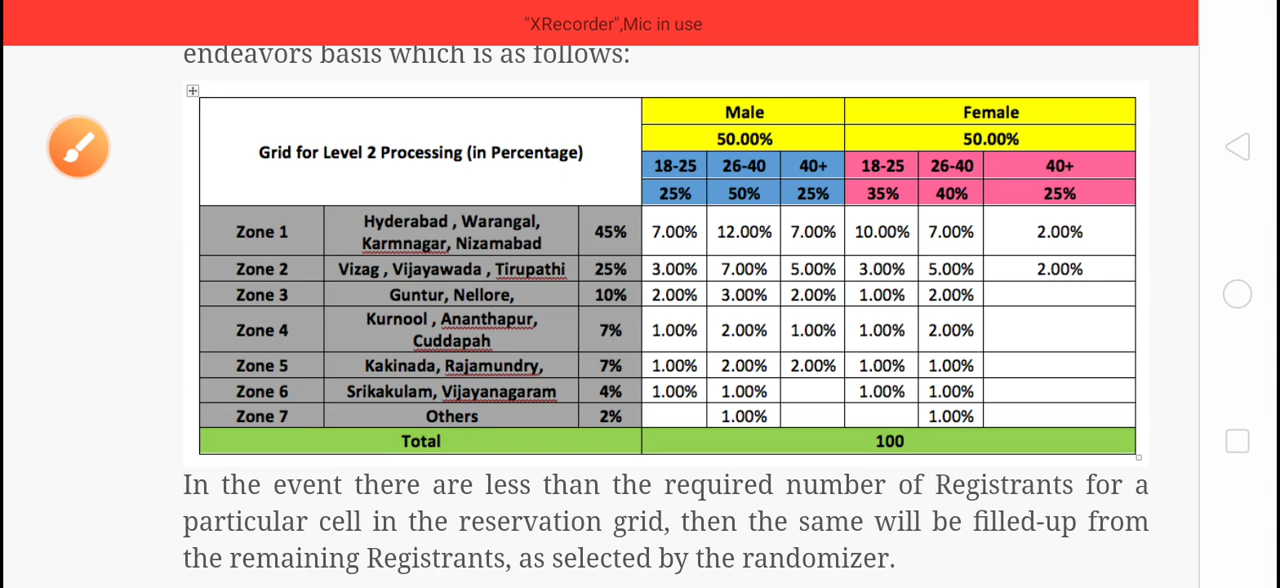 "XRecorder",Mic in use
endeavors basis which is as follows:
Grid for Level 2 Processing (in Percentage)
Male Female
50.00% 50.00%
18-25 26-40 40+ 18-25 26-40 40+
25% 50% 25% 35% 40% 25%
Zone 1 Hyderabad , Warangal, Karmnagar, Nizamabad 45% 7.00% 12.00% 7.00% 10.00% 7.00% 2.00%
Zone 2 Vizag , Vijayawada , Tirupathi 25% 3.00% 7.00% 5.00% 3.00% 5.00% 2.00%
Zone 3 Guntur, Nellore, 10% 2.00% 3.00% 2.00% 1.00% 2.00%
Zone 4 Kurnool , Ananthapur, Cuddapah 7% 1.00% 2.00% 1.00% 1.00% 2.00%
Zone 5 Kakinada, Rajamundry, 7% 1.00% 2.00% 2.00% 1.00% 1.00%
Zone 6 Srikakulam, Vijayanagaram 4% 1.00% 1.00% 1.00% 1.00%
Zone 7 Others 2% 1.00% 1.00%
Total 100
In the event there are less than the required number of Registrants for a
particular cell in the reservation grid, then the same will be filled-up from
the remaining Registrants, as selected by the randomizer.